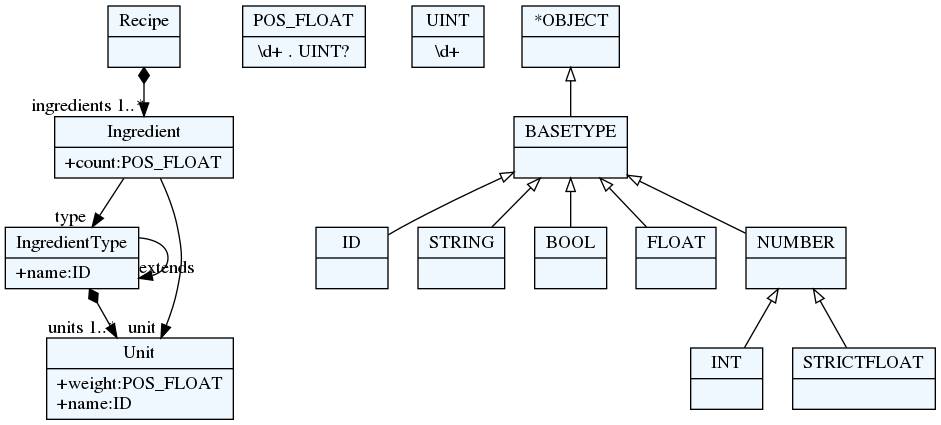 Recipe
POS_FLOAT
\d+ . UINT?
UINT
\d+
*OBJECT
ingredients 1..*
Ingredient
+count:POS_FLOAT
BASETYPE
type
IngredientType
+name:ID
extends
ID
STRING
BOOL
FLOAT
NUMBER
units 1..
unit
Unit
+weight:POS_FLOAT
+name:ID
INT
STRICTFLOAT